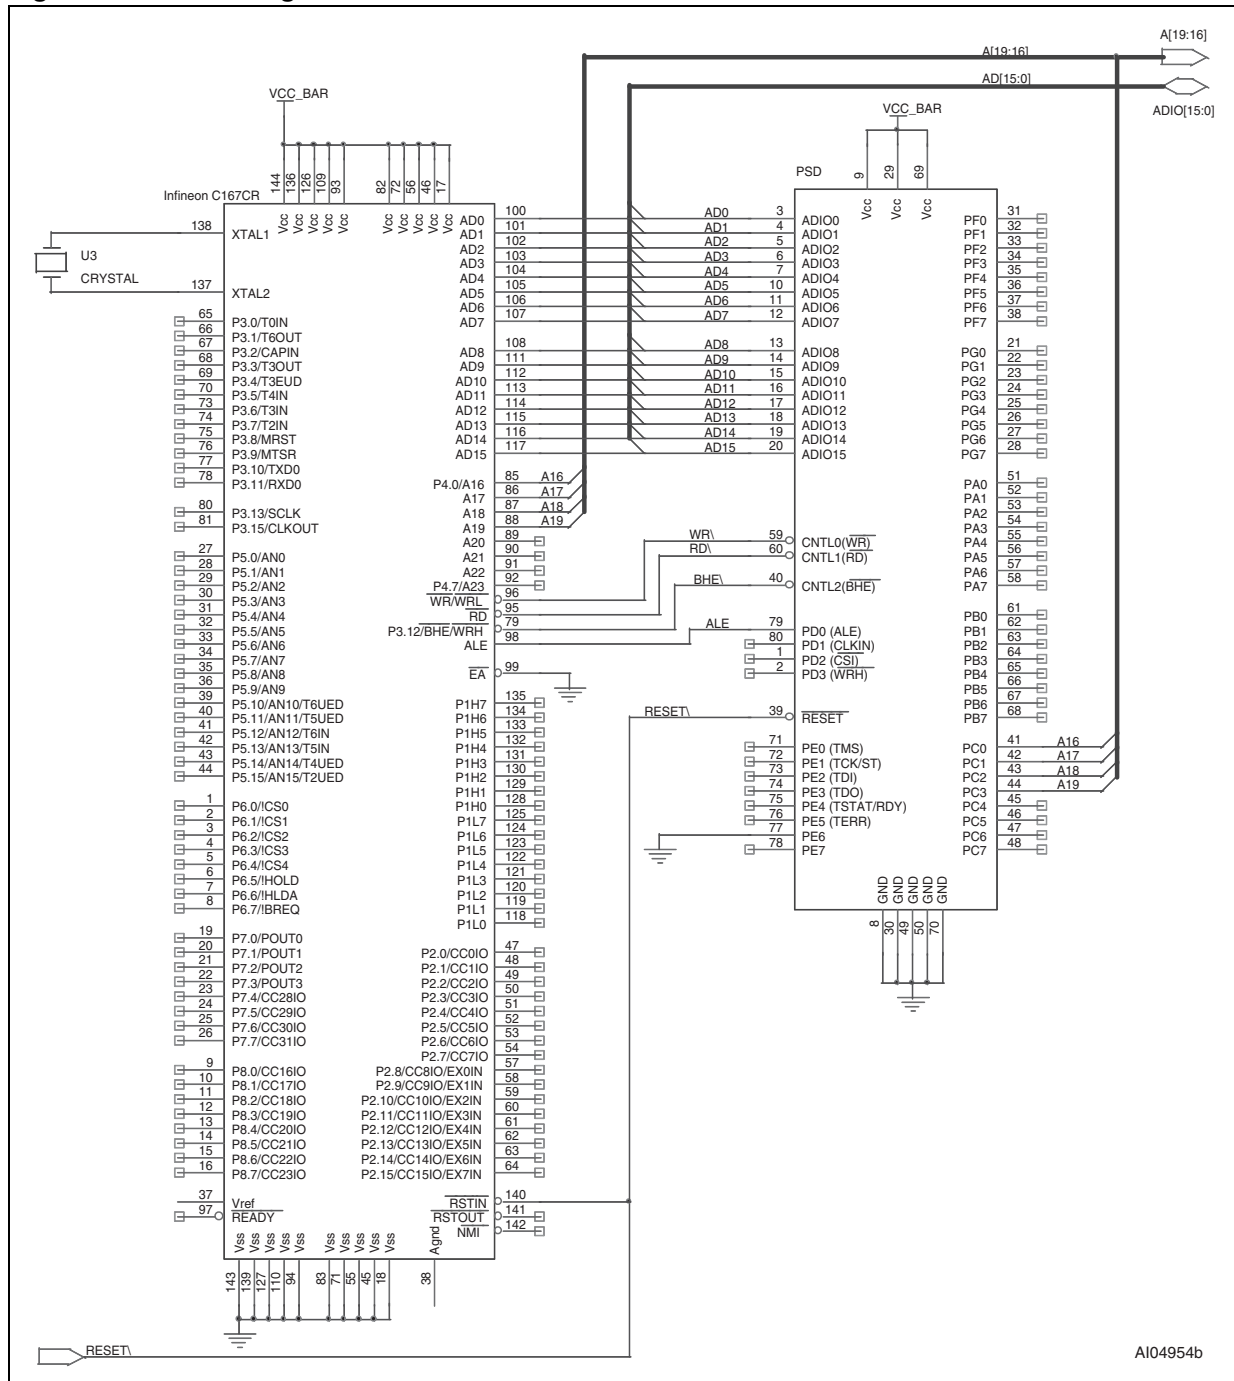 A[19:16]
A[19:16]
AD[15:0]
ADIO[15:0]
VCC_BAR
VCC_BAR
Infineon C167CR
PSD
144
136
126
109
93
82
72
56
46
17
Vcc
Vcc
Vcc
Vcc
Vcc
Vcc
Vcc
Vcc
Vcc
Vcc
9
29
69
Vcc
Vcc
Vcc
U3
CRYSTAL
138 XTAL1
137 XTAL2
65 P3.0/T0IN
66 P3.1/T6OUT
67 P3.2/CAPIN
68 P3.3/T3OUT
69 P3.4/T3EUD
70 P3.5/T4IN
73 P3.6/T3IN
74 P3.7/T2IN
75 P3.8/MRST
76 P3.9/MTSR
77 P3.10/TXD0
78 P3.11/RXD0
80 P3.13/SCLK
81 P3.15/CLKOUT
27 P5.0/AN0
28 P5.1/AN1
29 P5.2/AN2
30 P5.3/AN3
31 P5.4/AN4
32 P5.5/AN5
33 P5.6/AN6
34 P5.7/AN7
35 P5.8/AN8
36 P5.9/AN9
39 P5.10/AN10/T6UED
40 P5.11/AN11/T5UED
41 P5.12/AN12/T6IN
42 P5.13/AN13/T5IN
43 P5.14/AN14/T4UED
44 P5.15/AN15/T2UED
1 P6.0/!CS0
2 P6.1/!CS1
3 P6.2/!CS2
4 P6.3/!CS3
5 P6.4/!CS4
6 P6.5/!HOLD
7 P6.6/!HLDA
8 P6.7/!BREQ
19 P7.0/POUT0
20 P7.1/POUT1
21 P7.2/POUT2
22 P7.3/POUT3
23 P7.4/CC28IO
24 P7.5/CC29IO
25 P7.6/CC30IO
26 P7.7/CC31IO
9 P8.0/CC16IO
10 P8.1/CC17IO
11 P8.2/CC18IO
12 P8.3/CC19IO
13 P8.4/CC20IO
14 P8.5/CC21IO
15 P8.6/CC22IO
16 P8.7/CC23IO
37 Vref
97 READY
AD0 100 AD0 3 ADIO0
AD1 101 AD1 4 ADIO1
AD2 102 AD2 5 ADIO2
AD3 103 AD3 6 ADIO3
AD4 104 AD4 7 ADIO4
AD5 105 AD5 10 ADIO5
AD6 106 AD6 11 ADIO6
AD7 107 AD7 12 ADIO7
AD8 108 AD8 13 ADIO8
AD9 111 AD9 14 ADIO9
AD10 112 AD10 15 ADIO10
AD11 113 AD11 16 ADIO11
AD12 114 AD12 17 ADIO12
AD13 115 AD13 18 ADIO13
AD14 116 AD14 19 ADIO14
AD15 117 AD15 20 ADIO15
P4.0/A16 85 A16
A17 86 A17
A18 87 A18
A19 88 A19
A20 89
A21 90
A22 91
P4.7/A23 92
WR/WRL 96
RD 95
P3.12/BHE/WRH 79
ALE 98
EA 99
P1H7 135
P1H6 134
P1H5 133
P1H4 132
P1H3 131
P1H2 130
P1H1 129
P1H0 128
P1L7 125
P1L6 124
P1L5 123
P1L4 122
P1L3 121
P1L2 120
P1L1 119
P1L0 118
P2.0/CC0IO 47
P2.1/CC1IO 48
P2.2/CC2IO 49
P2.3/CC3IO 50
P2.4/CC4IO 51
P2.5/CC5IO 52
P2.6/CC6IO 53
P2.7/CC7IO 54
P2.8/CC8IO/EX0IN 57
P2.9/CC9IO/EX1IN 58
P2.10/CC10IO/EX2IN 59
P2.11/CC11IO/EX3IN 60
P2.12/CC12IO/EX4IN 61
P2.13/CC13IO/EX5IN 62
P2.14/CC14IO/EX6IN 63
P2.15/CC15IO/EX7IN 64
RSTIN 140
RSTOUT 141
NMI 142
Vss
Vss
Vss
Vss
Vss
Vss
Vss
Vss
Vss
Vss
Agnd
143
139
127
110
94
83
71
55
45
18
38
WR\ 59 CNTL0(WR)
RD\ 60 CNTL1(RD)
BHE\ 40 CNTL2(BHE)
ALE 79 PD0 (ALE)
80 PD1 (CLKIN)
1 PD2 (CSI)
2 PD3 (WRH)
RESET\ 39 RESET
71 PE0 (TMS)
72 PE1 (TCK/ST)
73 PE2 (TDI)
74 PE3 (TDO)
75 PE4 (TSTAT/RDY)
76 PE5 (TERR)
77 PE6
78 PE7
PF0 31
PF1 32
PF2 33
PF3 34
PF4 35
PF5 36
PF6 37
PF7 38
PG0 21
PG1 22
PG2 23
PG3 24
PG4 25
PG5 26
PG6 27
PG7 28
PA0 51
PA1 52
PA2 53
PA3 54
PA4 55
PA5 56
PA6 57
PA7 58
PB0 61
PB1 62
PB2 63
PB3 64
PB4 65
PB5 66
PB6 67
PB7 68
PC0 41 A16
PC1 42 A17
PC2 43 A18
PC3 44 A19
PC4 45
PC5 46
PC6 47
PC7 48
GND
GND
GND
GND
GND
8
30
49
50
70
RESET\
AI04954b